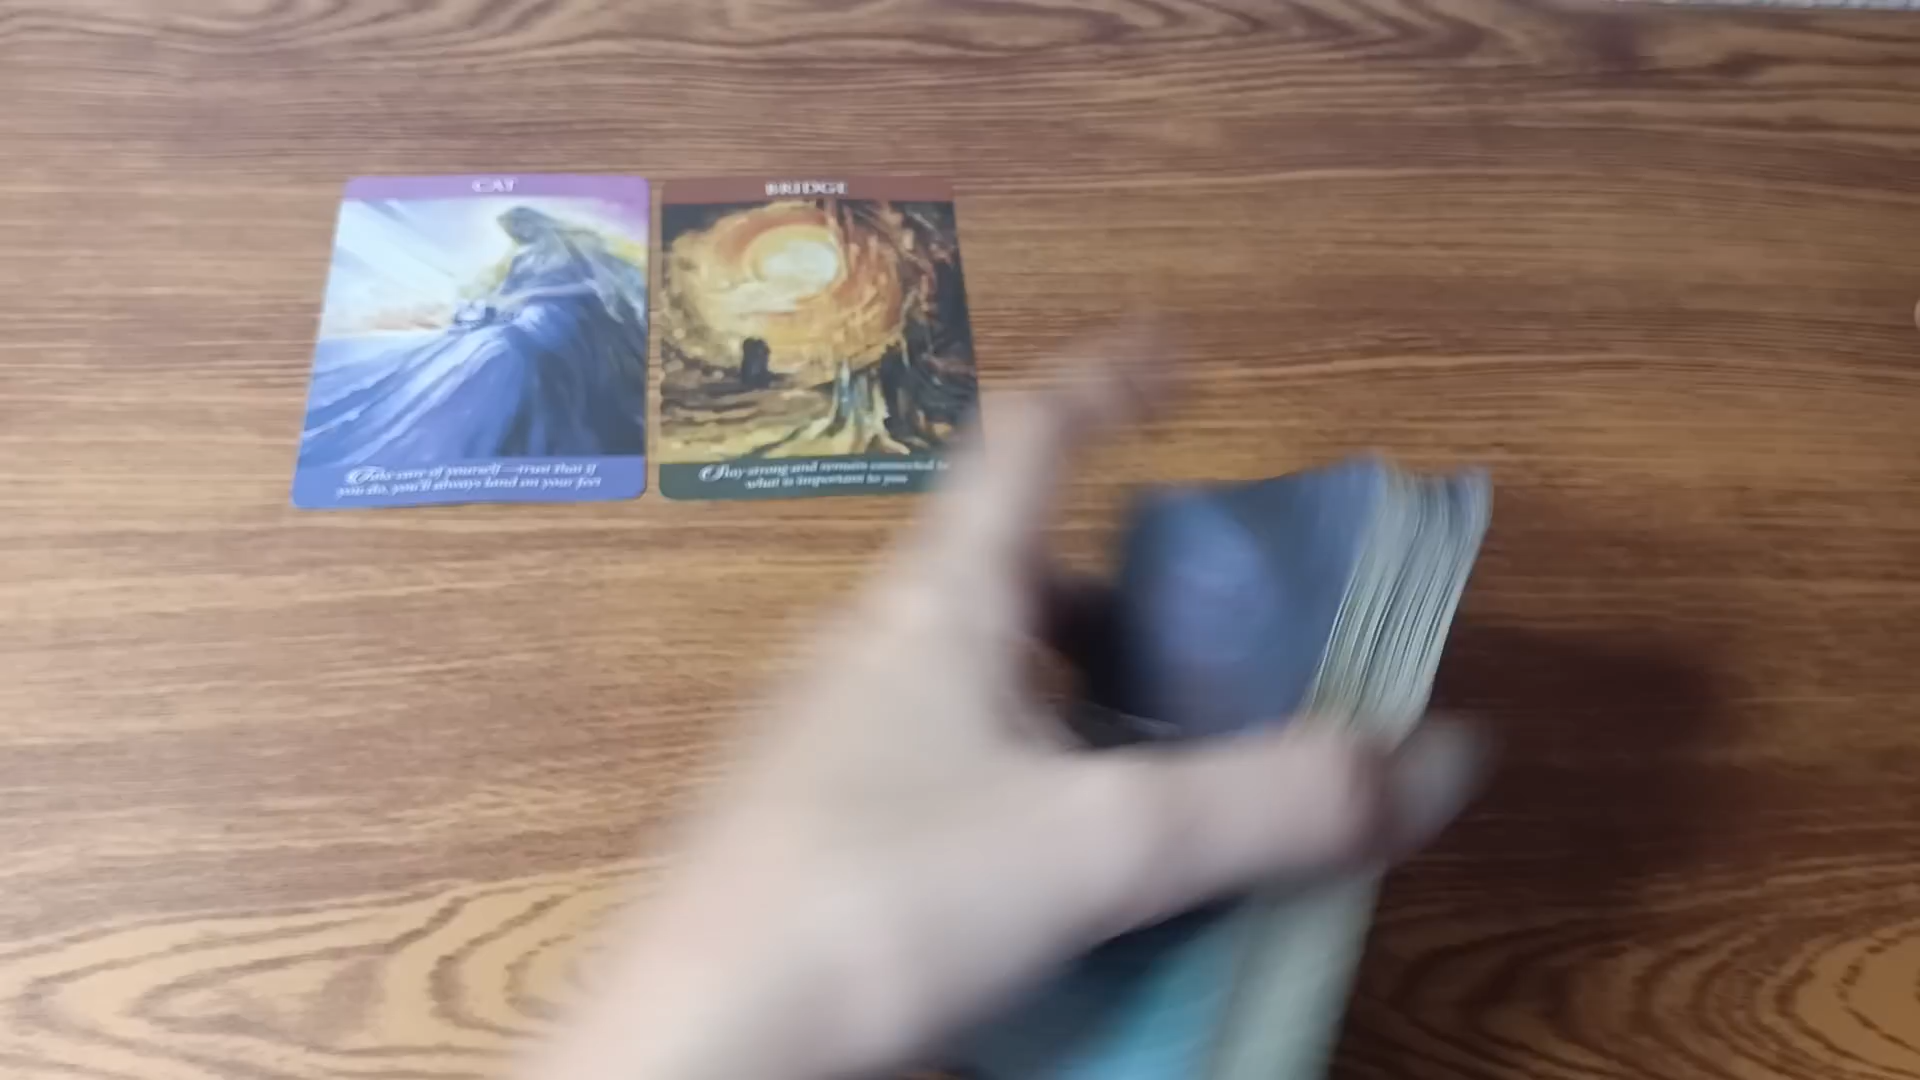 CAT
Take care of yourself—trust that if
you do, you'll always land on your feet
BRIDGE
Stay strong and remain connected to
what is important to you